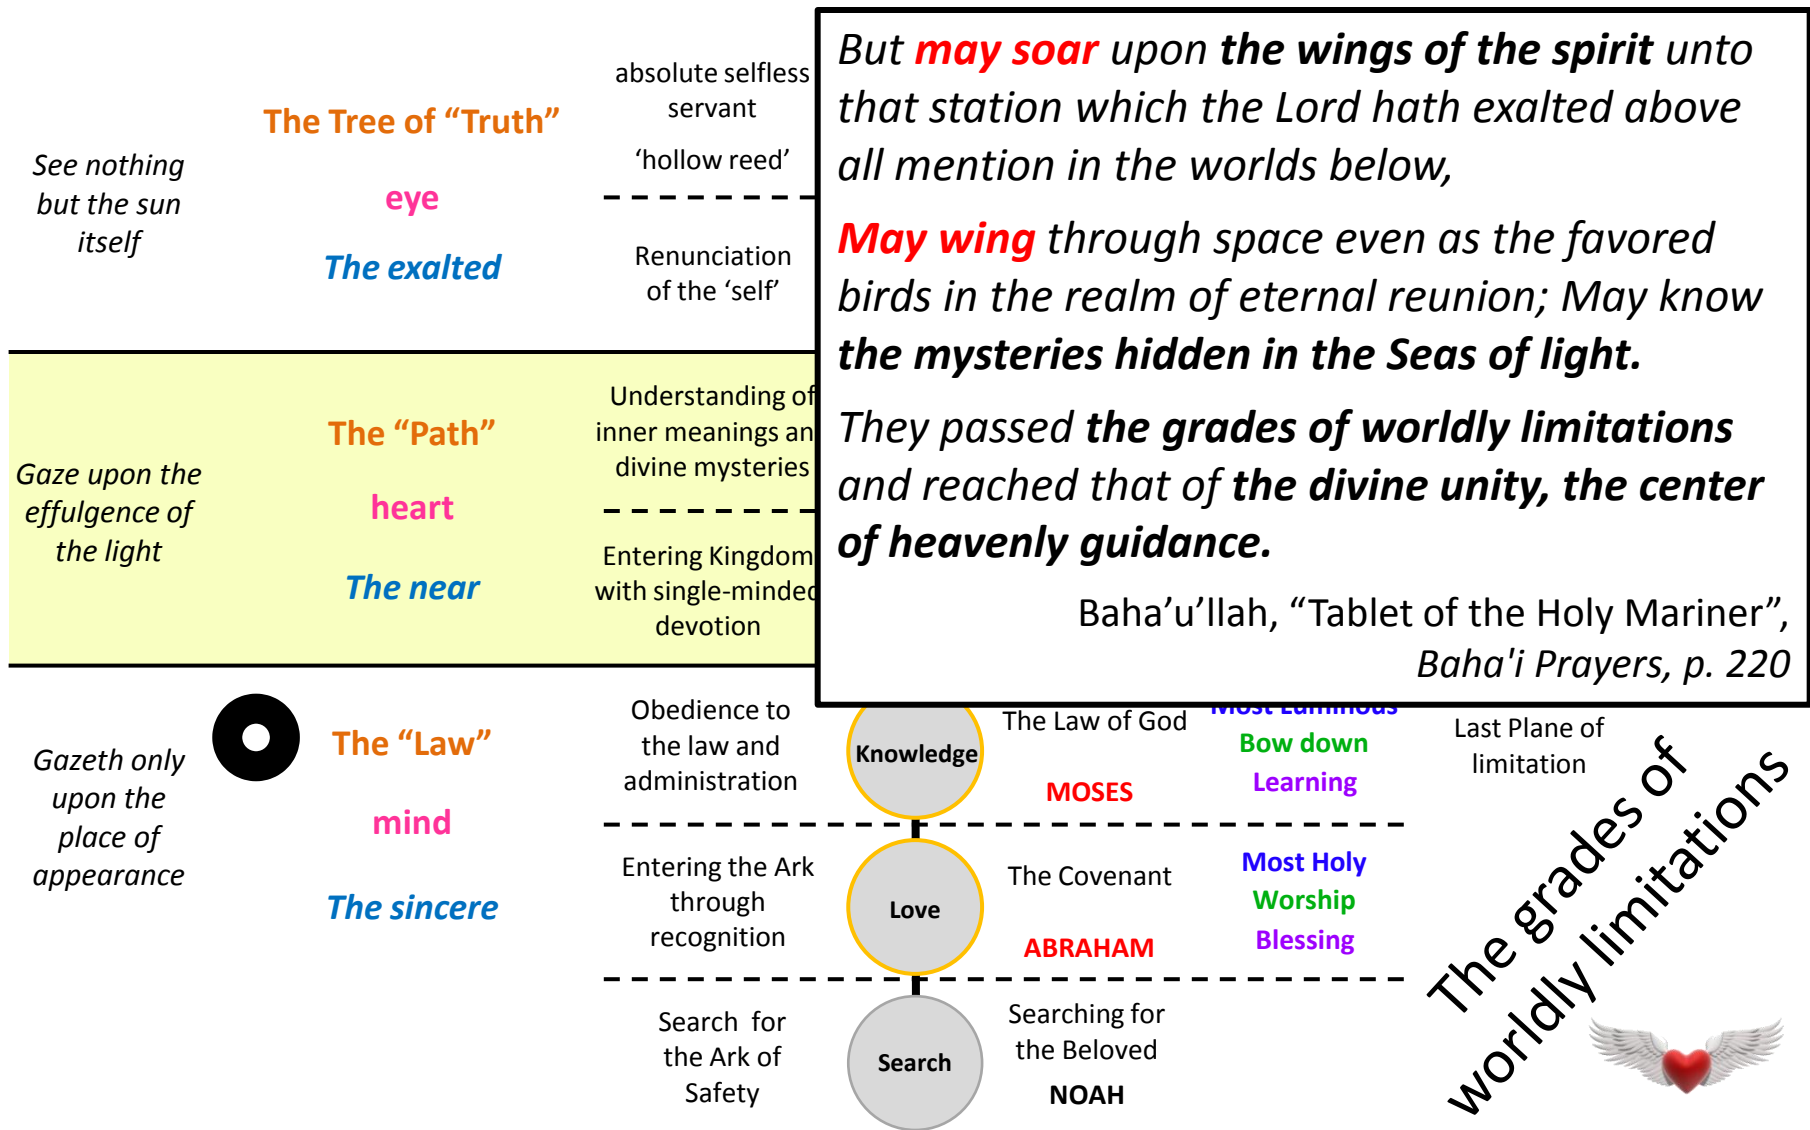 See nothing
but the sun
itself
The Tree of “Truth”
eye
The exalted
absolute selfless
servant
‘hollow reed’
Renunciation
of the ‘self’
But may soar upon the wings of the spirit unto
that station which the Lord hath exalted above
all mention in the worlds below,
May wing through space even as the favored
birds in the realm of eternal reunion; May know
the mysteries hidden in the Seas of light.
They passed the grades of worldly limitations
and reached that of the divine unity, the center
of heavenly guidance.
Baha’u’llah, “Tablet of the Holy Mariner”,
Baha'i Prayers, p. 220
Gaze upon the
effulgence of
the light
The “Path”
heart
The near
Understanding of
inner meanings an
divine mysteries
Entering Kingdom
with single-minded
devotion
Gazeth only
upon the
place of
appearance
The “Law”
mind
The sincere
Obedience to
the law and
administration
Knowledge
The Law of God
MOSES
Most Luminous
Bow down
Learning
Last Plane of
limitation
Entering the Ark
through
recognition
Love
The Covenant
ABRAHAM
Most Holy
Worship
Blessing
Search for
the Ark of
Safety
Search
Searching for
the Beloved
NOAH
The grades of
worldly limitations